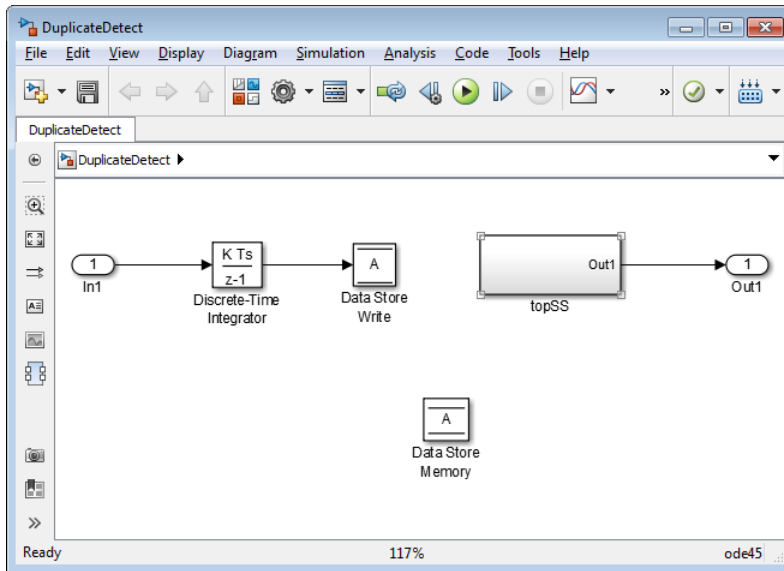 DuplicateDetect
File Edit View Display Diagram Simulation Analysis Code Tools Help
»
DuplicateDetect
DuplicateDetect
1
In1
K Ts
z-1
Discrete-Time
Integrator
A
Data Store
Write
Out1
topSS
1
Out1
A
Data Store
Memory
»
Ready 117% ode45